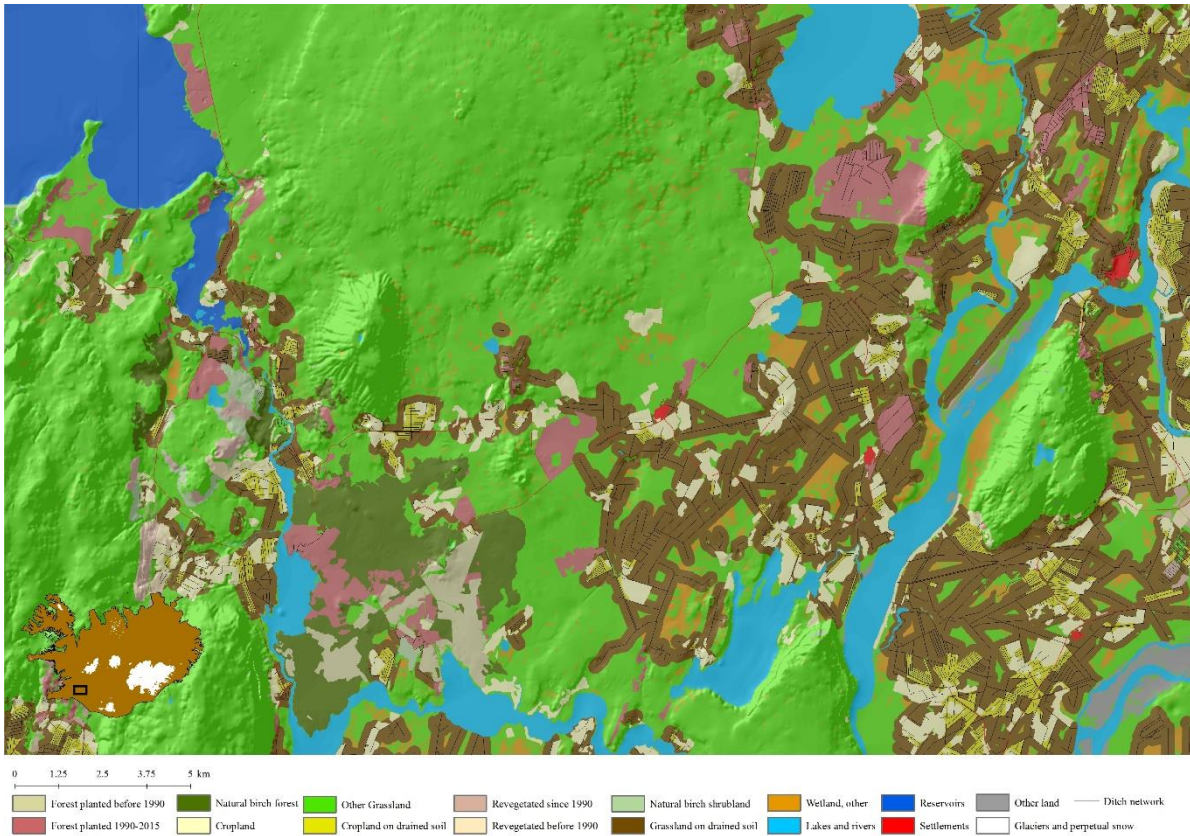 0 1.25 2.5 3.75 5 km
Forest planted before 1990 Natural birch forest Other Grassland Revegetated since 1990 Natural birch shrubland Wetland, other Reservoirs Other land Ditch network
Forest planted 1990-2015 Cropland Cropland on drained soil Revegetated before 1990 Grassland on drained soil Lakes and rivers Settlements Glaciers and perpetual snow